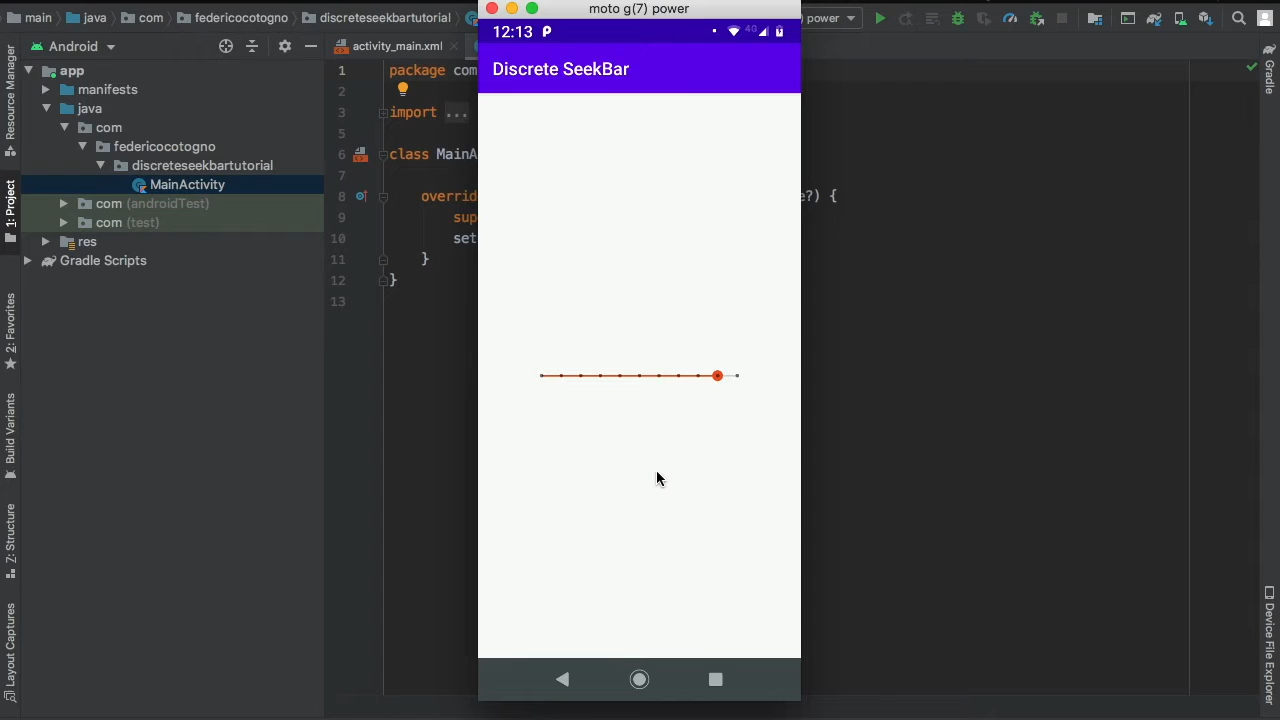 main
java
com
federicocotogno
discreteseekbartutorial
power
Android
activity_main.xml
app
manifests
java
com
federicocotogno
discreteseekbartutorial
MainActivity
com (androidTest)
com (test)
res
Gradle Scripts
Resource Manager
1: Project
2: Favorites
Build Variants
Z: Structure
Layout Captures
1 package com
2
3 import ...
5
6 class MainA
7
8 overrid e?) {
9 sup
10 set
11 }
12 }
13
moto g(7) power
12:13 4G
Discrete SeekBar
Gradle
Device File Explorer